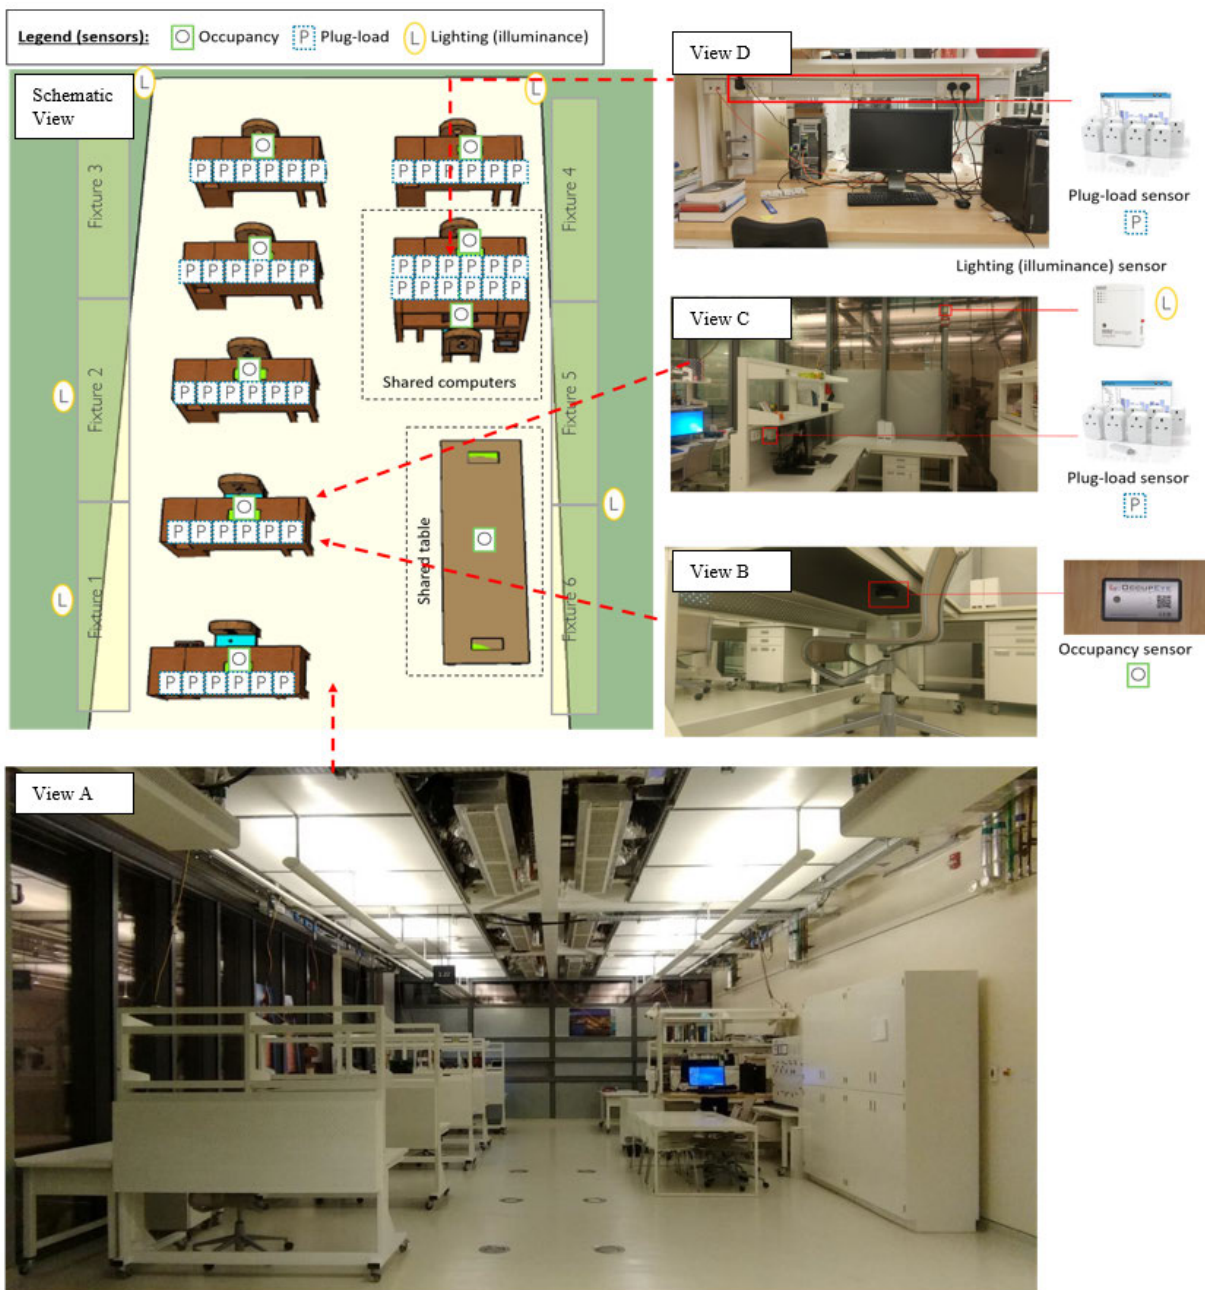 Legend (sensors): O Occupancy P Plug-load L Lighting (illuminance)
Schematic
View
L
L
Fixture 3
Fixture 4
O
O
P P P P P P
P P P P P P
O
O
P P P P P P
P P P P P P
P P P P P P
O
Shared computers
Fixture 2
Fixture 5
L
O
P P P P P P
O
P P P P P P
Shared table
O
L
Fixture 1
Fixture 6
L
O
P P P P P P
View D
Plug-load sensor
P
Lighting (illuminance) sensor
View C
L
Plug-load sensor
P
View B
OCCUPEYE
Occupancy sensor
O
View A